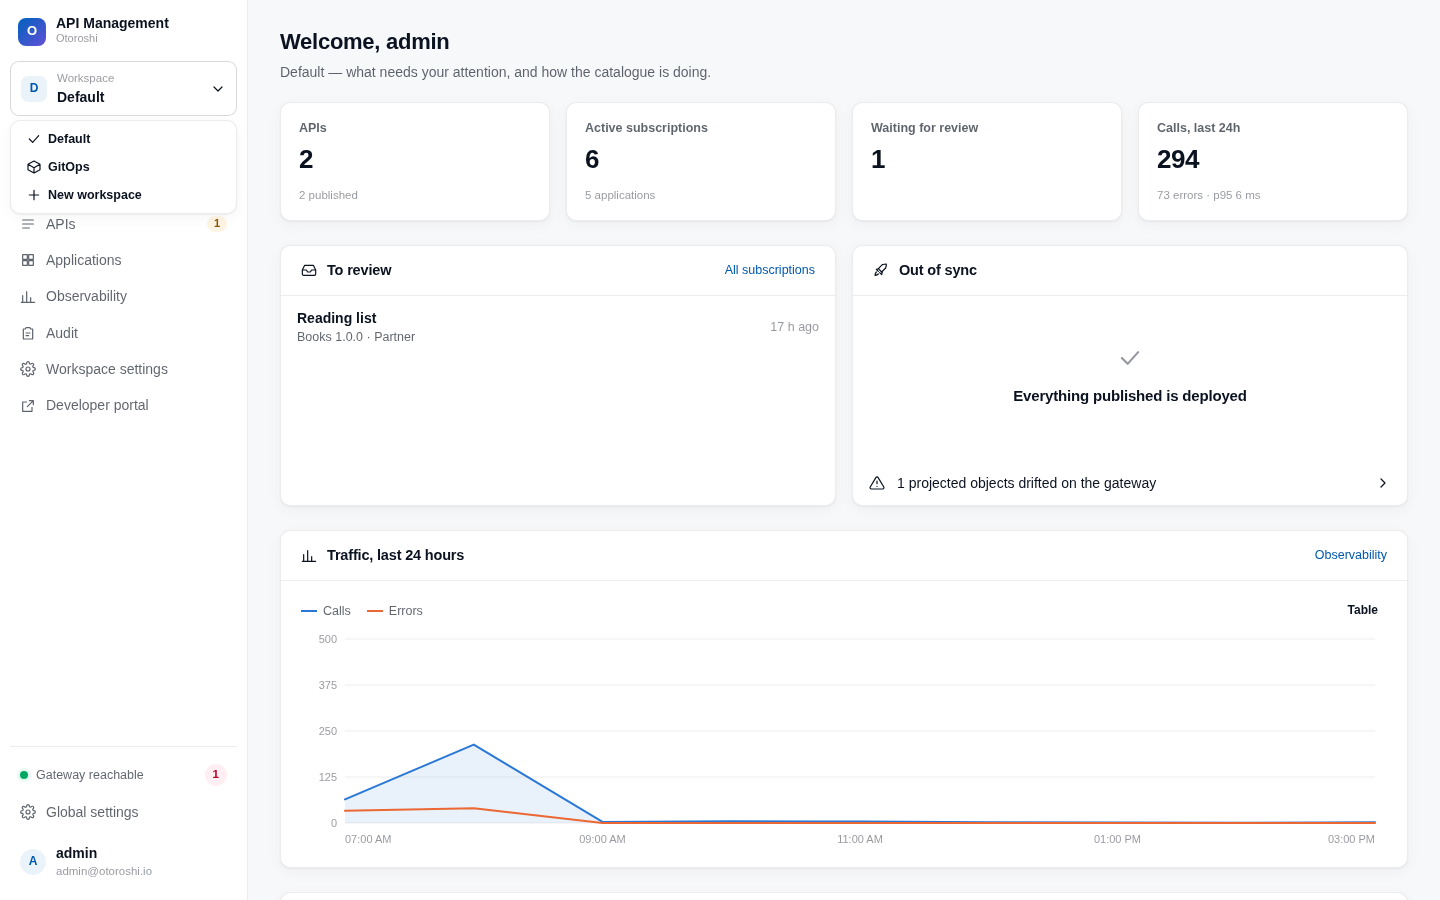 O
API Management
Otoroshi
D
Workspace
Default
Default
GitOps
New workspace
APIs
1
Applications
Observability
Audit
Workspace settings
Developer portal
Gateway reachable
1
Global settings
A
admin
admin@otoroshi.io
Welcome, admin
Default — what needs your attention, and how the catalogue is doing.
APIs
2
2 published
Active subscriptions
6
5 applications
Waiting for review
1
Calls, last 24h
294
73 errors · p95 6 ms
To review
All subscriptions
Reading list
Books 1.0.0 · Partner
17 h ago
Out of sync
Everything published is deployed
1 projected objects drifted on the gateway
Traffic, last 24 hours
Observability
Calls
Errors
Table
500
375
250
125
0
07:00 AM
09:00 AM
11:00 AM
01:00 PM
03:00 PM